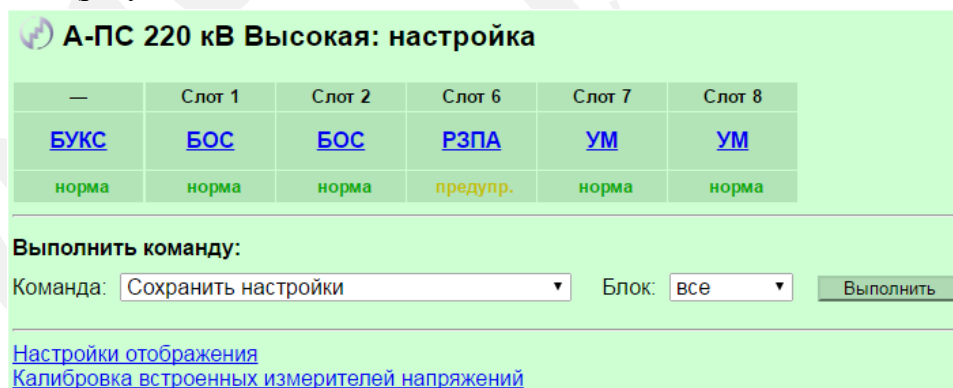 А-ПС 220 кВ Высокая: настройка
— Слот 1 Слот 2 Слот 6 Слот 7 Слот 8
БУКС БОС БОС РЗПА УМ УМ
норма норма норма предупр. норма норма
Выполнить команду:
Команда: Сохранить настройки Блок: все Выполнить
Настройки отображения
Калибровка встроенных измерителей напряжений